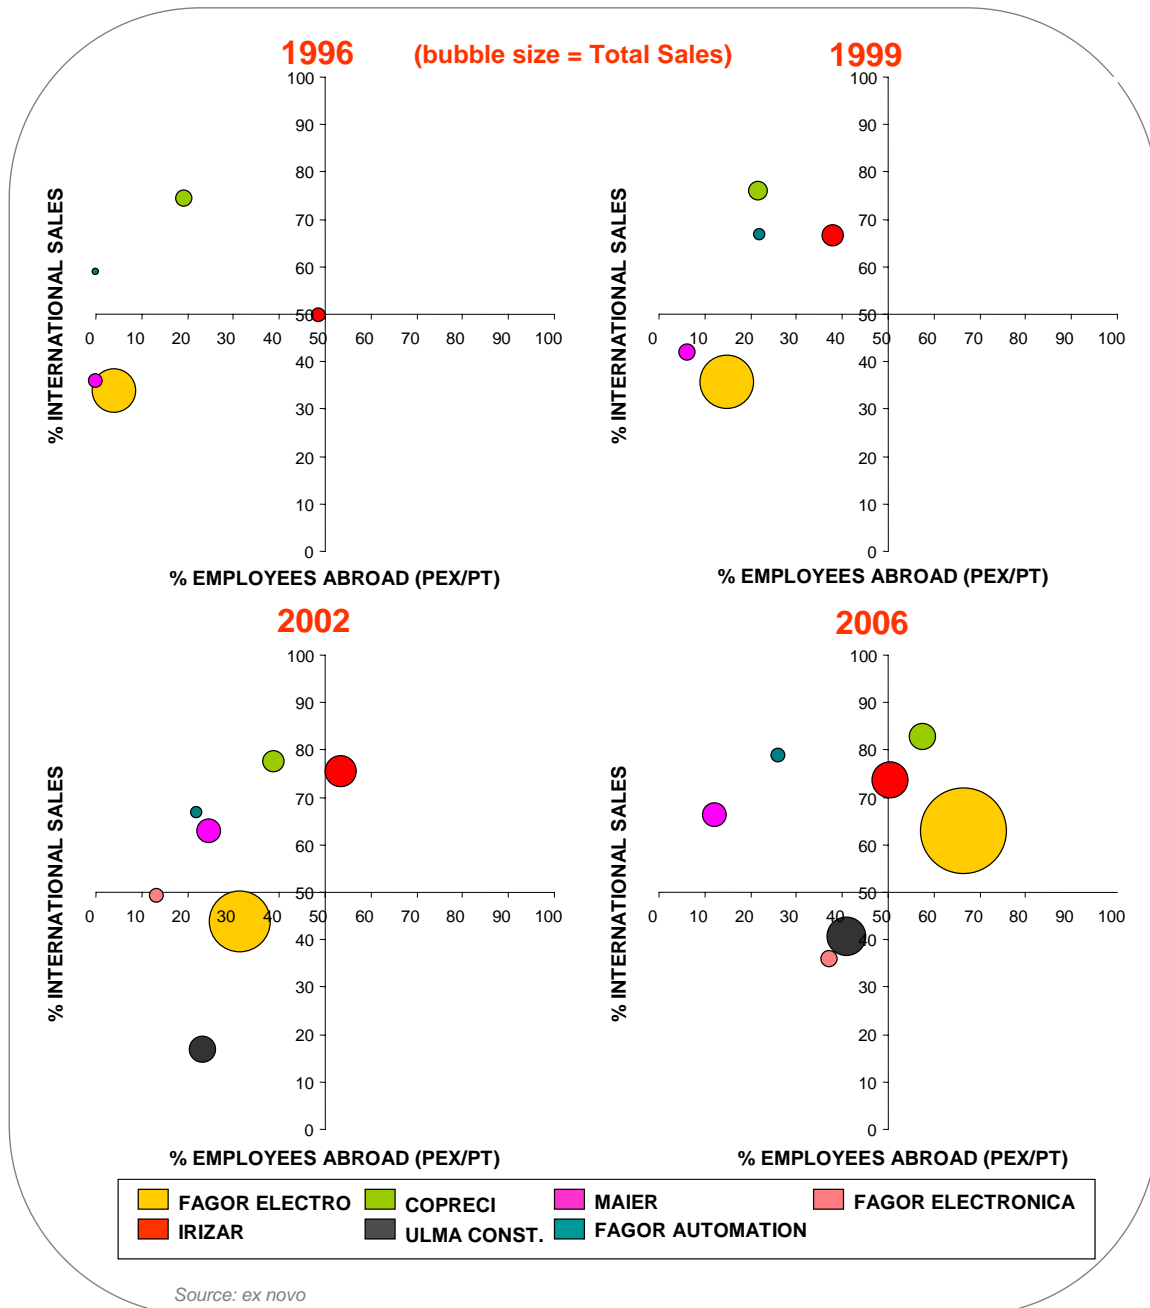 1996 (bubble size = Total Sales) 1999
100 100
90 90
80 80
70 70
60 60
50 50
0 10 20 30 40 50 60 70 80 90 100 0 10 20 30 40 50 60 70 80 90 100
40 40
30 30
20 20
10 10
0 0
% INTERNATIONAL SALES % INTERNATIONAL SALES
% EMPLOYEES ABROAD (PEX/PT) % EMPLOYEES ABROAD (PEX/PT)
2002 2006
100 100
90 90
80 80
70 70
60 60
50 50
0 10 20 30 40 50 60 70 80 90 100 0 10 20 30 40 50 60 70 80 90 100
40 40
30 30
20 20
10 10
0 0
% INTERNATIONAL SALES % INTERNATIONAL SALES
% EMPLOYEES ABROAD (PEX/PT) % EMPLOYEES ABROAD (PEX/PT)
FAGOR ELECTRO COPRECI MAIER FAGOR ELECTRONICA
IRIZAR ULMA CONST. FAGOR AUTOMATION
Source: ex novo